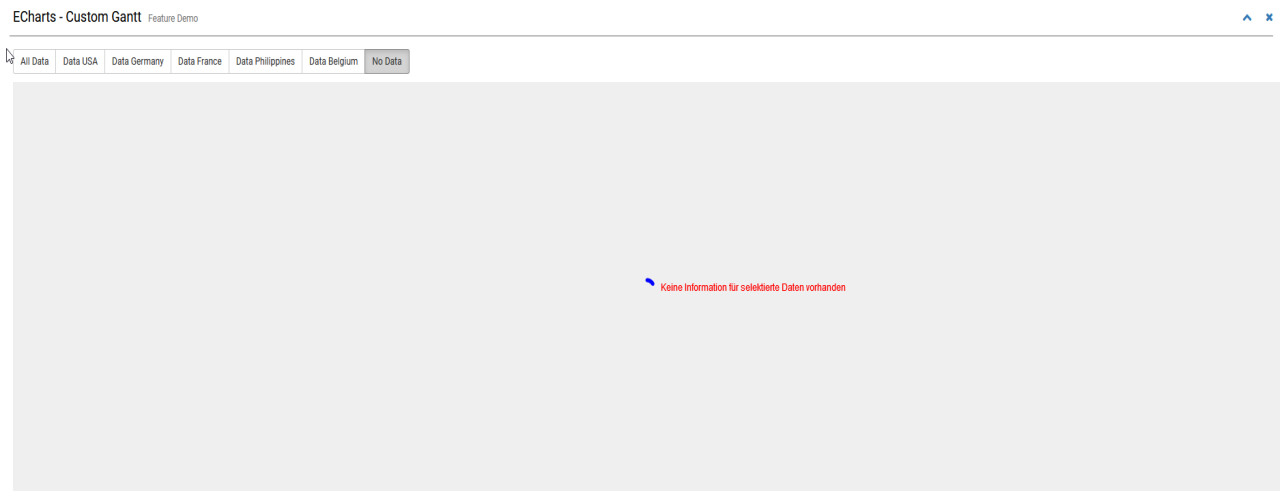 ECharts - Custom Gantt Feature Demo
All Data Data USA Data Germany Data France Data Philippines Data Belgium No Data
Keine Information für selektierte Daten vorhanden